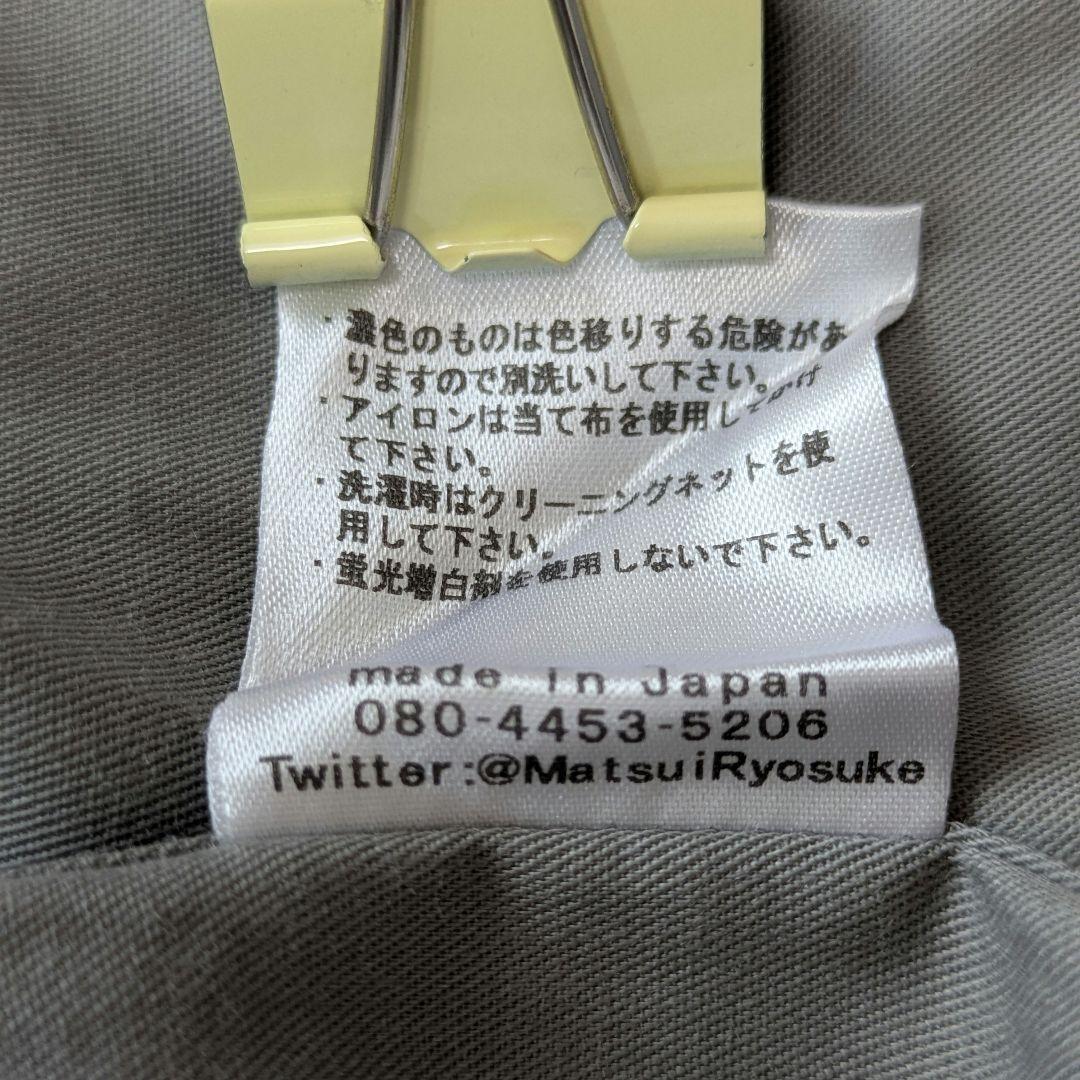 ・濃色のものは色移りする危険があ
りますので別洗いして下さい。
・アイロンは当て布を使用してかけ
て下さい。
・洗濯時はクリーニングネットを使
用して下さい。
・蛍光増白剤を使用しないで下さい。
made in Japan
080-4453-5206
Twitter:@MatsuiRyosuke